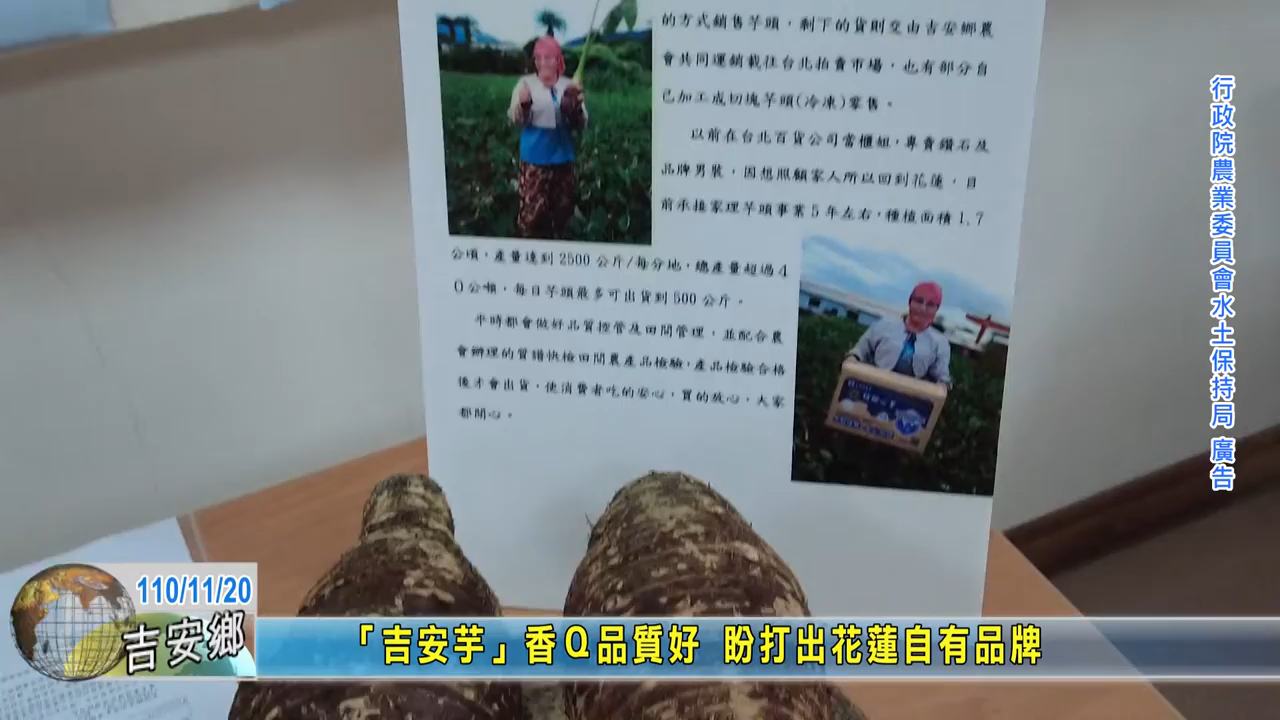 的方式銷售芋頭，剩下的貨則交由吉安鄉農
會共同運銷載往台北拍賣市場，也有部分自
己加工成切塊芋頭(冷凍)零售。
以前在台北百貨公司當櫃姐，專賣鑽石及
品牌男裝，因想照顧家人所以回到花蓮，目
前承接家理芋頭事業5年左右，種植面積1.7
公頃，產量達到2500公斤/每分地，總產量超過4
0公噸，每日芋頭最多可出貨到500公斤。
平時都會做好品質控管及田間管理，並配合農
會辦理的質譜快檢田間農產品檢驗，產品檢驗合格
後才會出貨，使消費者吃的安心，買的放心，大家
都開心。
行政院農業委員會水土保持局 廣告
110/11/20
吉安鄉
「吉安芋」香Q品質好 盼打出花蓮自有品牌